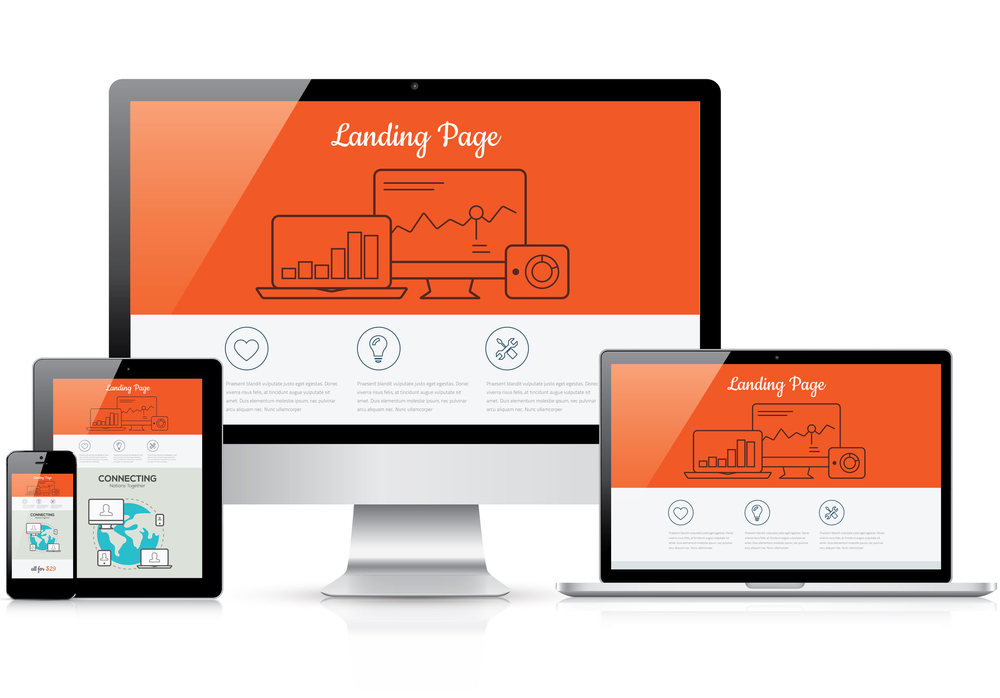 Landing Page
Praesent blandit vulputate justo eget egestas. Donec
viverra risus felis, at tincidunt augue vulputate sit
amet. Duis elementum molestie ipsum, nec pulvinar
arcu aliquam nec. Nunc ullamcorper
Praesent blandit vulputate justo eget egestas. Donec
viverra risus felis, at tincidunt augue vulputate sit
amet. Duis elementum molestie ipsum, nec pulvinar
arcu aliquam nec. Nunc ullamcorper
Praesent blandit vulputate justo eget egestas. Donec
viverra risus felis, at tincidunt augue vulputate sit
amet. Duis elementum molestie ipsum, nec pulvinar
arcu aliquam nec. Nunc ullamcorper
Landing Page
CONNECTING
Nations Together
Landing Page
CONNECTING
all for $29
Landing Page